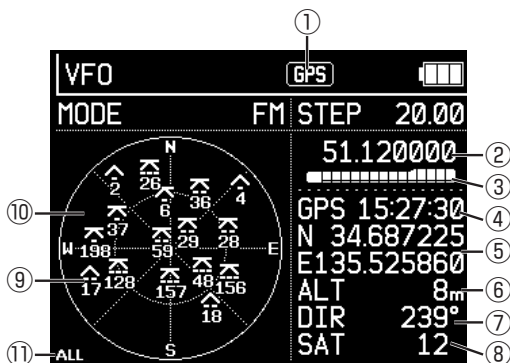 ①
VFO GPS
MODE FM STEP 20.00
51.120000 ②
③
GPS 15:27:30 ④
N 34.687225
E135.525860 ⑤
ALT 8m ⑥
DIR 239° ⑦
SAT 12 ⑧
N
2 26 36 4
6
⑩ 37 29 28
W 198 59 E
⑨ 17 128 157 48 156
18
S
⑪ ALL